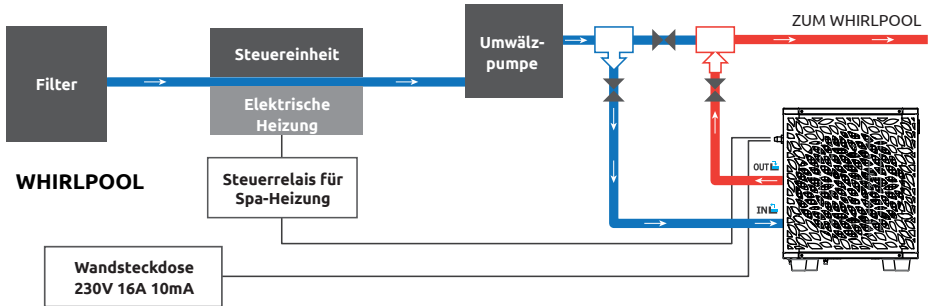 ZUM WHIRLPOOL
Filter
Steuereinheit
Umwälz-
pumpe
Elektrische
Heizung
WHIRLPOOL
Steuerrelais für
Spa-Heizung
OUT
IN
Wandsteckdose
230V 16A 10mA